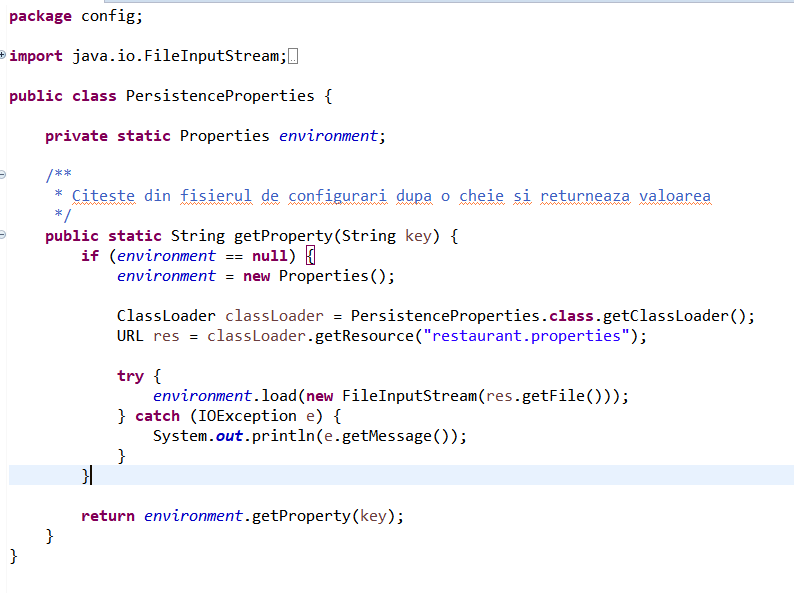 package config;
import java.io.FileInputStream;
public class PersistenceProperties {
private static Properties environment;
/**
* Citeste din fisierul de configurari dupa o cheie si returneaza valoarea
*/
public static String getProperty(String key) {
if (environment == null) {
environment = new Properties();
ClassLoader classLoader = PersistenceProperties.class.getClassLoader();
URL res = classLoader.getResource("restaurant.properties");
try {
environment.load(new FileInputStream(res.getFile()));
} catch (IOException e) {
System.out.println(e.getMessage());
}
}
return environment.getProperty(key);
}
}